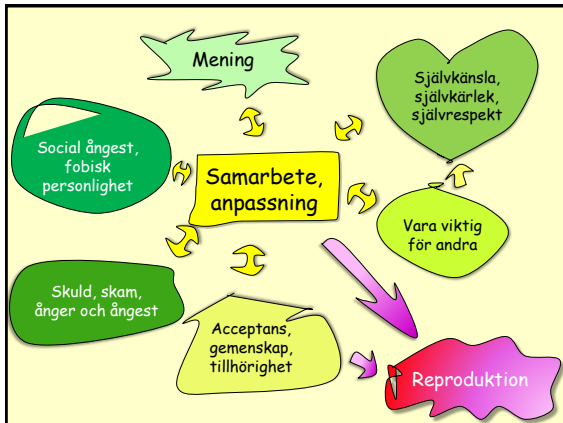 Mening
Självkänsla,
självkärlek,
självrespekt
Social ångest,
fobisk
personlighet
Samarbete,
anpassning
Vara viktig
för andra
Skuld, skam,
ånger och ångest
Acceptans,
gemenskap,
tillhörighet
Reproduktion